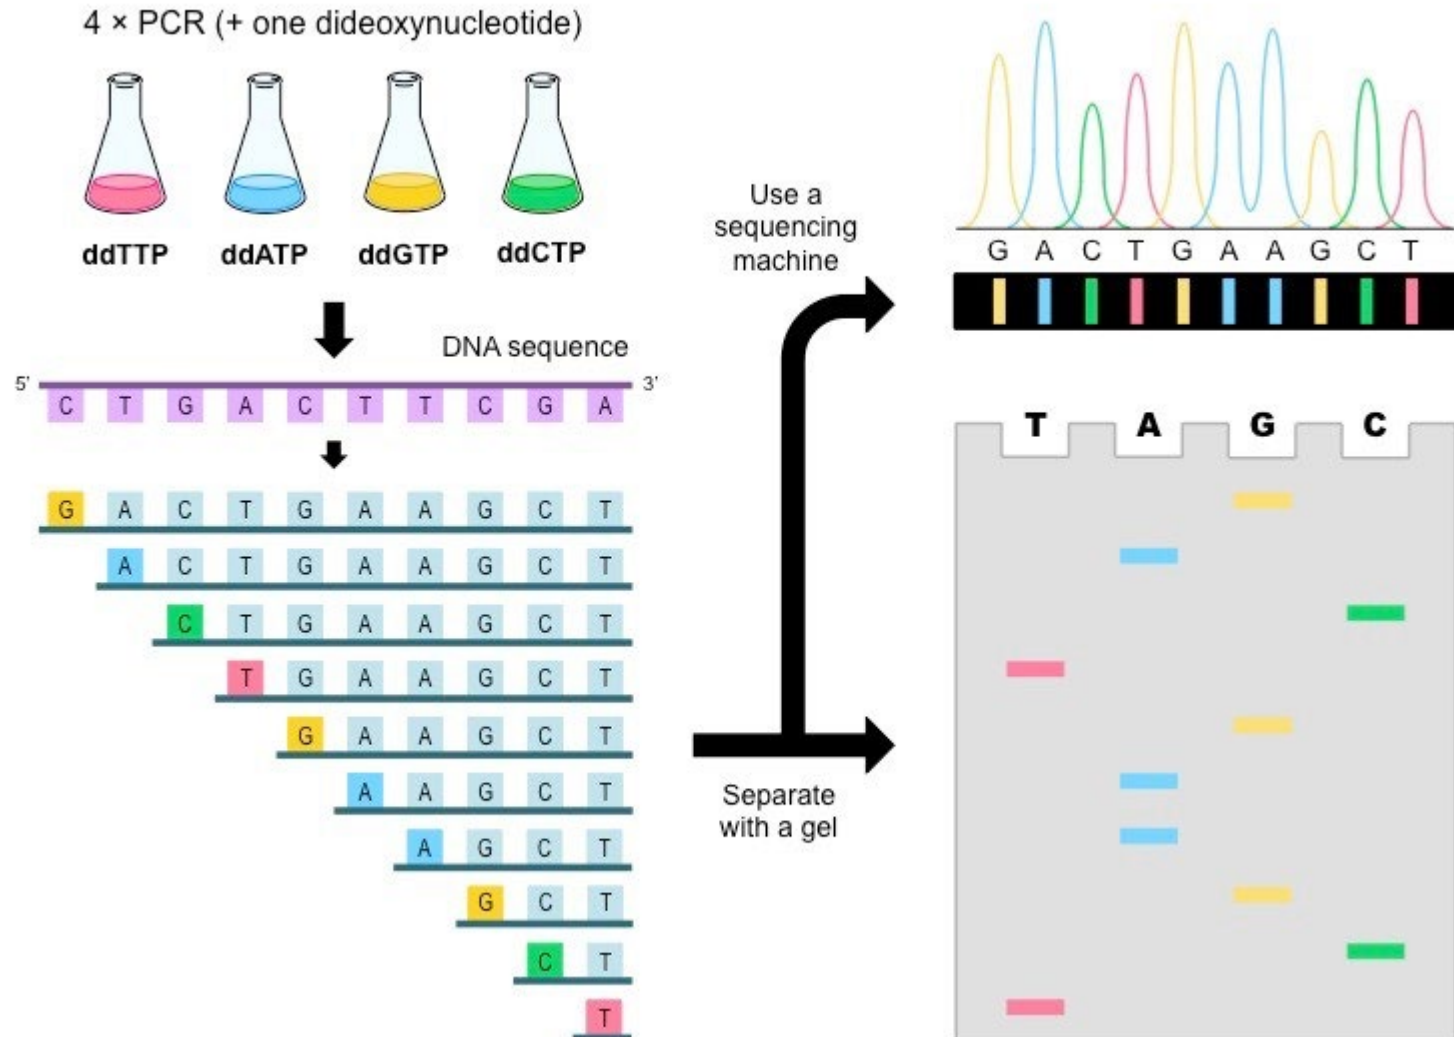 4 × PCR (+ one dideoxynucleotide)
ddTTP ddATP ddGTP ddCTP
DNA sequence
5' 3'
C T G A C T T C G A
G A C T G A A G C T
A C T G A A G C T
C T G A A G C T
T G A A G C T
G A A G C T
A A G C T
A G C T
G C T
C T
T
Use a
sequencing
machine
Separate
with a gel
G A C T G A A G C T
T A G C